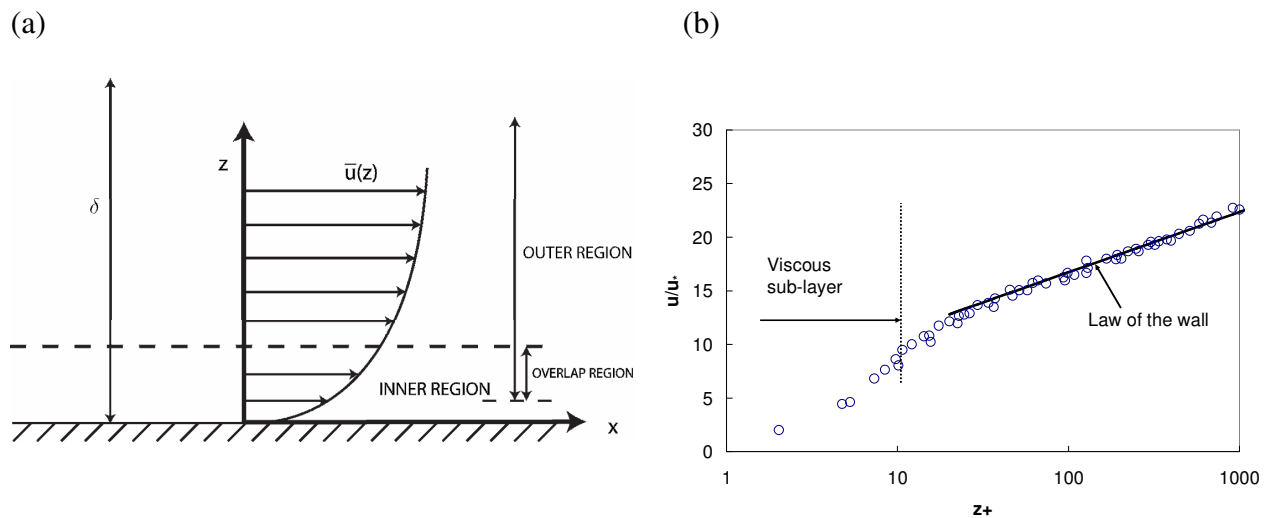 (a)
z
u̅(z)
δ
OUTER REGION
OVERLAP REGION
INNER REGION
x
(b)
30
25
20
15
10
5
0
u/u*
Viscous
sub-layer
Law of the wall
1
10
100
1000
z+